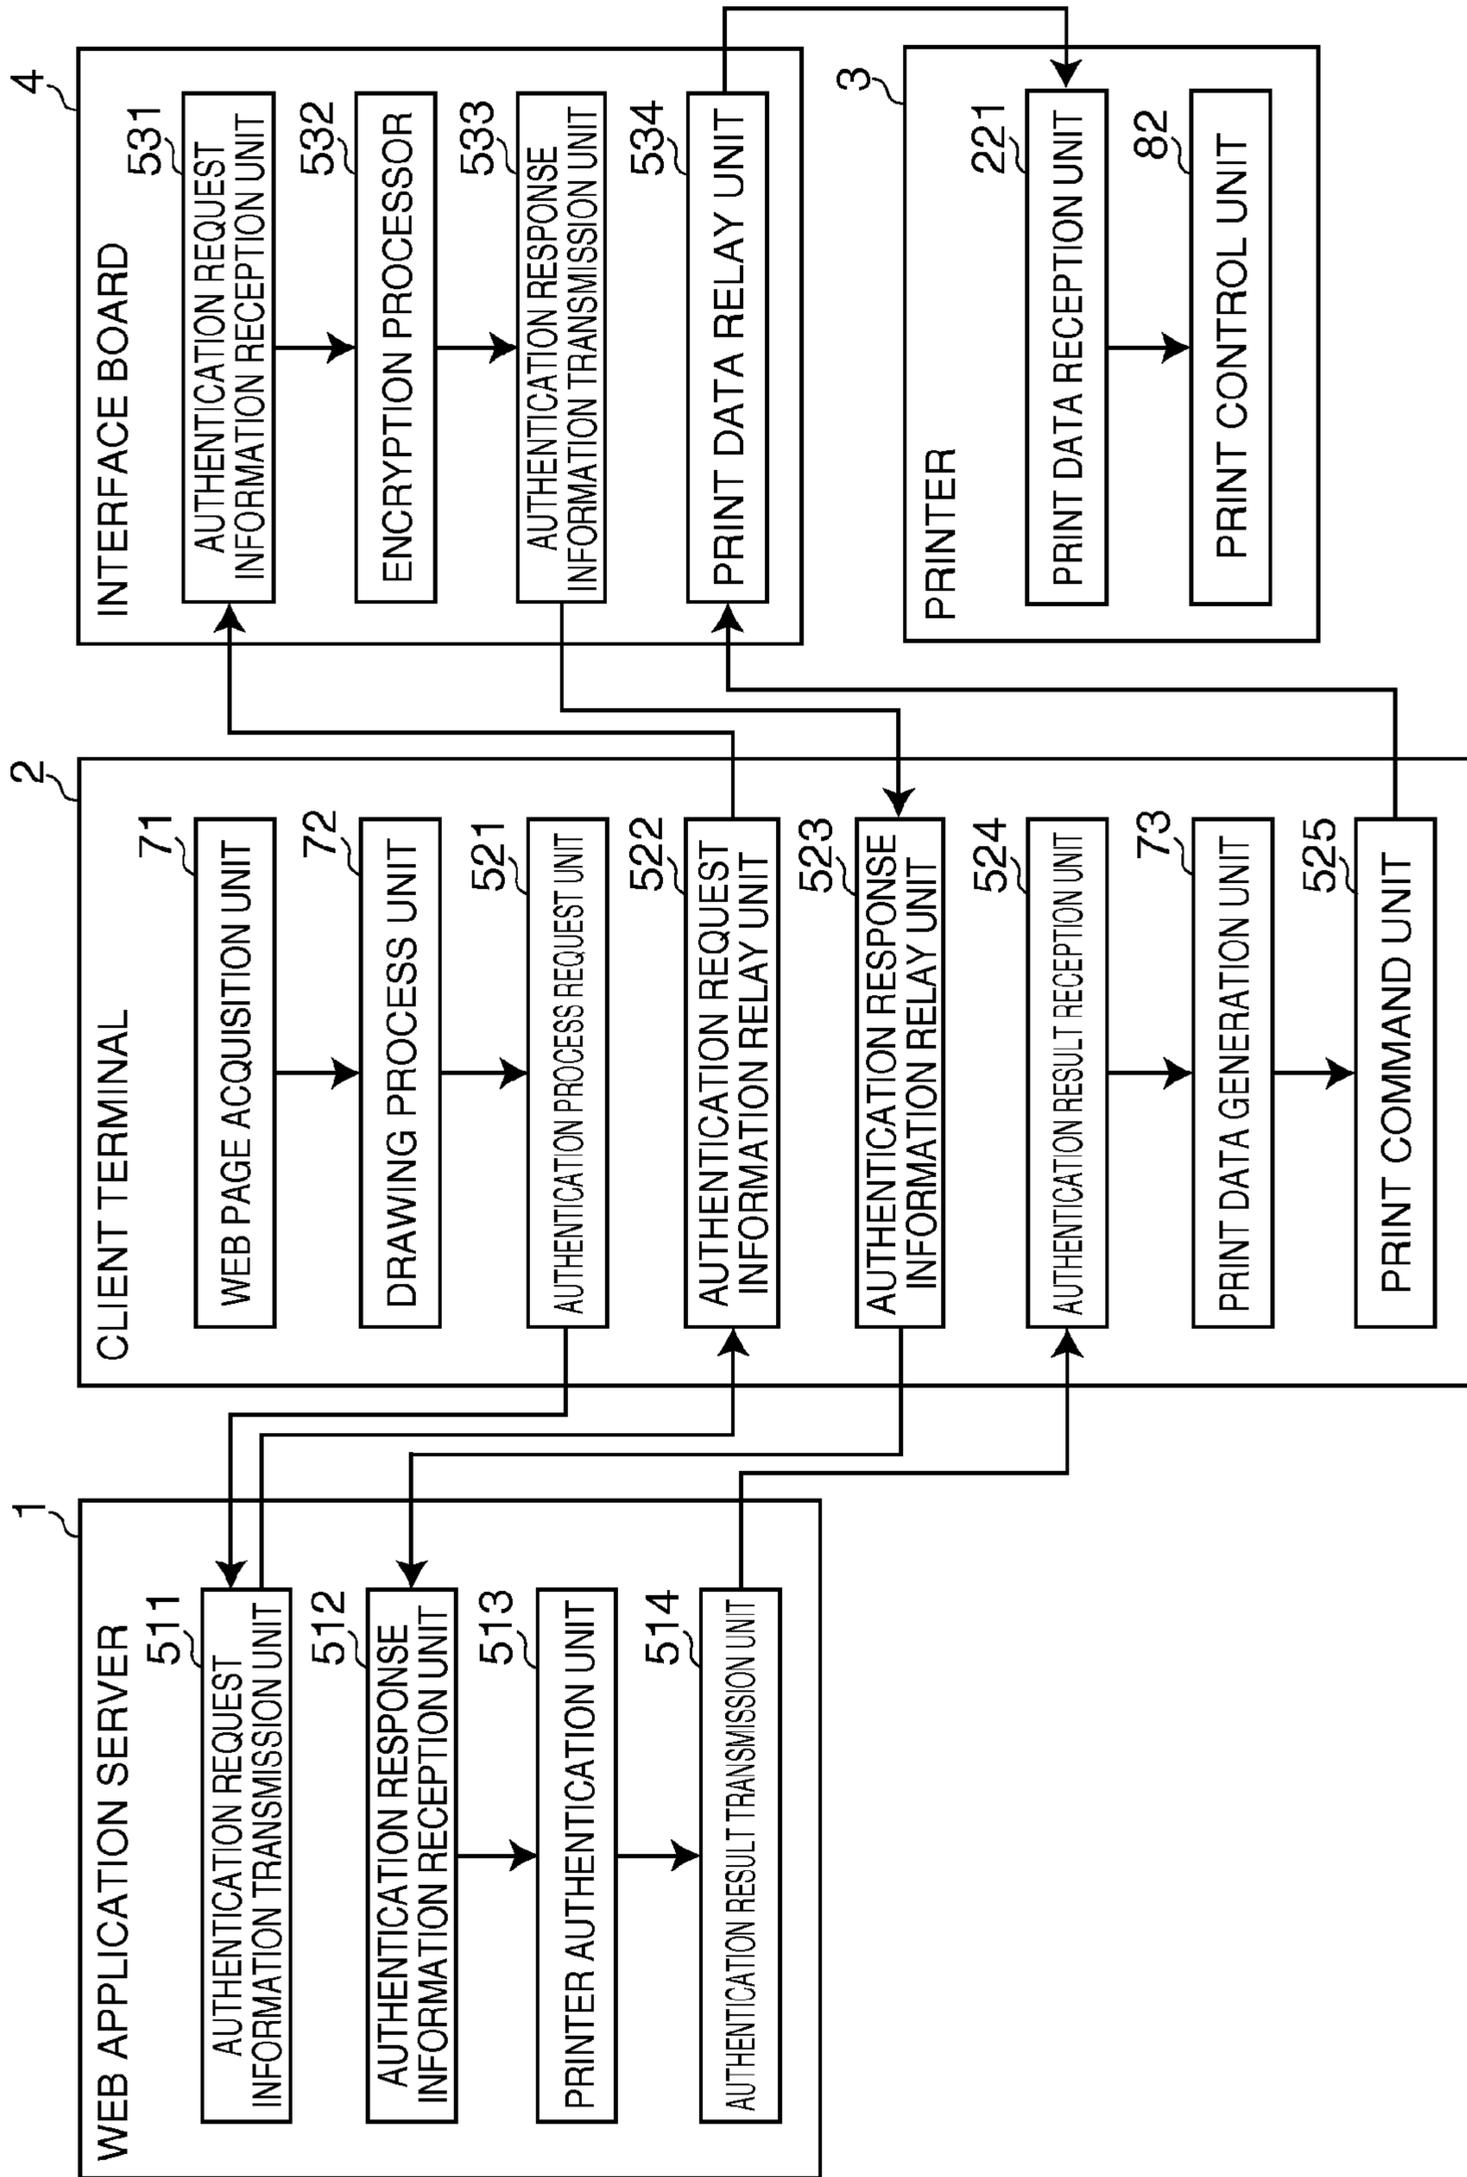 WEB APPLICATION SERVER
1
511
AUTHENTICATION REQUEST
INFORMATION TRANSMISSION UNIT
512
AUTHENTICATION RESPONSE
INFORMATION RECEPTION UNIT
513
PRINTER AUTHENTICATION UNIT
514
AUTHENTICATION RESULT TRANSMISSION UNIT
CLIENT TERMINAL
2
71
WEB PAGE ACQUISITION UNIT
72
DRAWING PROCESS UNIT
521
AUTHENTICATION PROCESS REQUEST UNIT
522
AUTHENTICATION REQUEST
INFORMATION RELAY UNIT
523
AUTHENTICATION RESPONSE
INFORMATION RELAY UNIT
524
AUTHENTICATION RESULT RECEPTION UNIT
73
PRINT DATA GENERATION UNIT
525
PRINT COMMAND UNIT
INTERFACE BOARD
4
531
AUTHENTICATION REQUEST
INFORMATION RECEPTION UNIT
532
ENCRYPTION PROCESSOR
533
AUTHENTICATION RESPONSE
INFORMATION TRANSMISSION UNIT
534
PRINT DATA RELAY UNIT
PRINTER
3
221
PRINT DATA RECEPTION UNIT
82
PRINT CONTROL UNIT